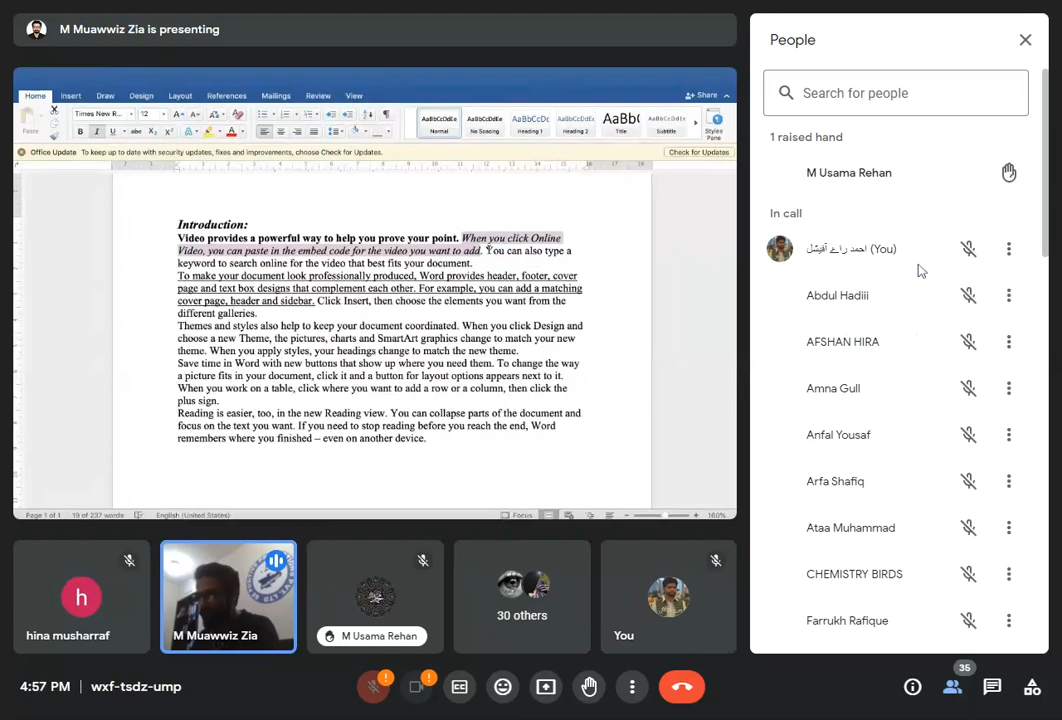 M Muawwiz Zia is presenting
Home Insert Draw Design Layout References Mailings Review View Share
Paste Times New R... 12 AaBbCcDdEe AaBbCcDdEe AaBbCcDc AaBbCcDdEe AaBbC AaBbCcDdEe
Normal No Spacing Heading 1 Heading 2 Title Subtitle Styles Pane
Office Update To keep up to date with security updates, fixes and improvements, choose Check for Updates. Check for Updates
Introduction:
Video provides a powerful way to help you prove your point. When you click Online
Video, you can paste in the embed code for the video you want to add. You can also type a
keyword to search online for the video that best fits your document.
To make your document look professionally produced, Word provides header, footer, cover
page and text box designs that complement each other. For example, you can add a matching
cover page, header and sidebar. Click Insert, then choose the elements you want from the
different galleries.
Themes and styles also help to keep your document coordinated. When you click Design and
choose a new Theme, the pictures, charts and SmartArt graphics change to match your new
theme. When you apply styles, your headings change to match the new theme.
Save time in Word with new buttons that show up where you need them. To change the way
a picture fits in your document, click it and a button for layout options appears next to it.
When you work on a table, click where you want to add a row or a column, then click the
plus sign.
Reading is easier, too, in the new Reading view. You can collapse parts of the document and
focus on the text you want. If you need to stop reading before you reach the end, Word
remembers where you finished – even on another device.
Page 1 of 1 19 of 237 words English (United States) Focus 160%
h
hina musharraf
M Muawwiz Zia
M Usama Rehan
30 others
You
4:57 PM wxf-tsdz-ump
35
People
Search for people
1 raised hand
M Usama Rehan
In call
احمد راے آفیشل (You)
Abdul Hadiii
AFSHAN HIRA
Amna Gull
Anfal Yousaf
Arfa Shafiq
Ataa Muhammad
CHEMISTRY BIRDS
Farrukh Rafique